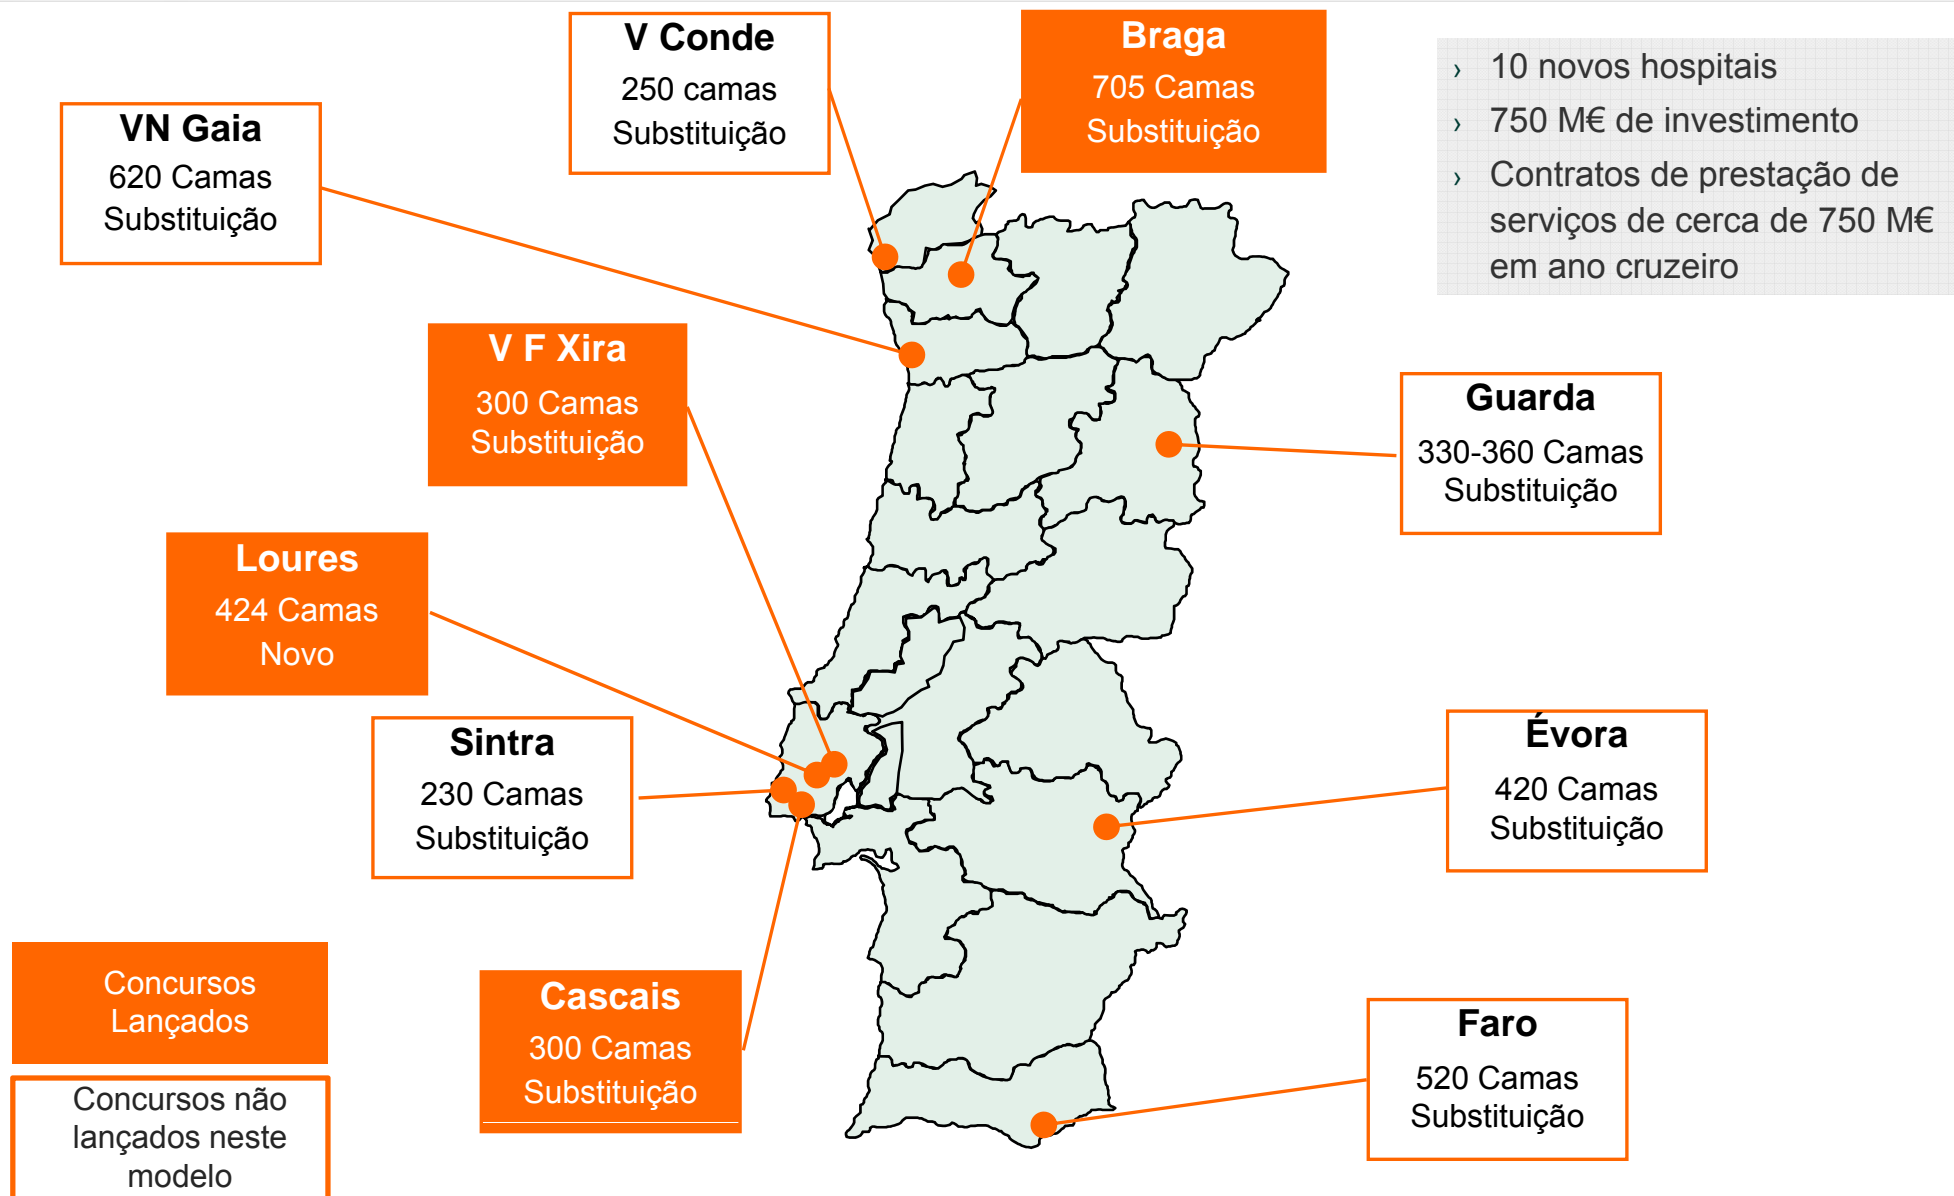 V Conde
250 camas
Substituição
Braga
705 Camas
Substituição
› 10 novos hospitais
› 750 M€ de investimento
› Contratos de prestação de
serviços de cerca de 750 M€
em ano cruzeiro
VN Gaia
620 Camas
Substituição
V F Xira
300 Camas
Substituição
Guarda
330-360 Camas
Substituição
Loures
424 Camas
Novo
Sintra
230 Camas
Substituição
Évora
420 Camas
Substituição
Cascais
300 Camas
Substituição
Faro
520 Camas
Substituição
Concursos
Lançados
Concursos não
lançados neste
modelo